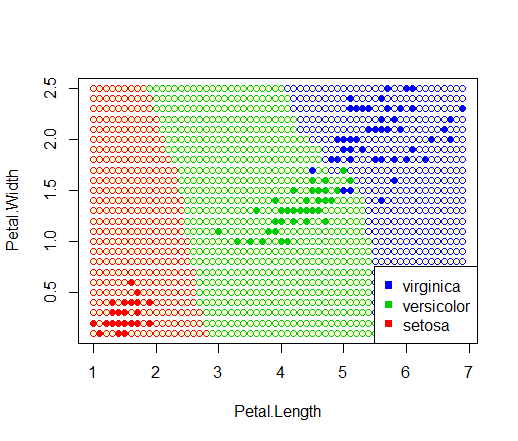 2.5
2.0
1.5
1.0
0.5
Petal.Width
virginica
versicolor
setosa
1 2 3 4 5 6 7
Petal.Length